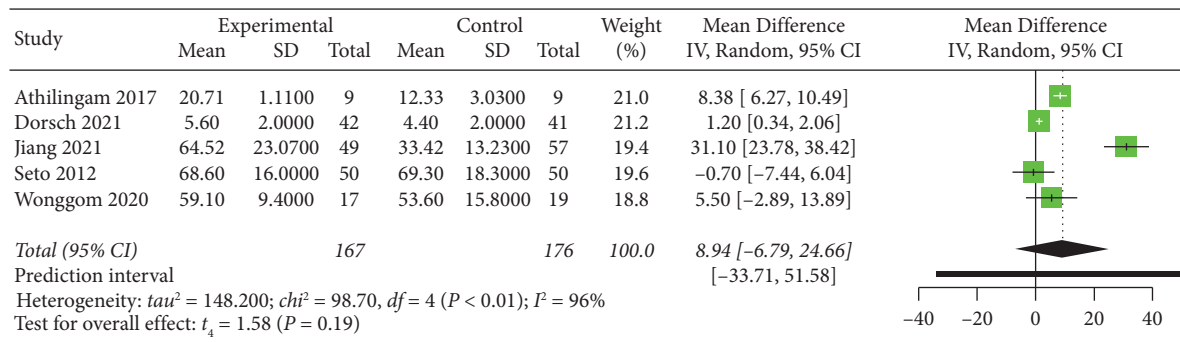 Study Experimental Control Weight Mean Difference Mean Difference
Mean SD Total Mean SD Total (%) IV, Random, 95% CI IV, Random, 95% CI
Athilingam 2017 20.71 1.1100 9 12.33 3.0300 9 21.0 8.38 [ 6.27, 10.49]
Dorsch 2021 5.60 2.0000 42 4.40 2.0000 41 21.2 1.20 [0.34, 2.06]
Jiang 2021 64.52 23.0700 49 33.42 13.2300 57 19.4 31.10 [23.78, 38.42]
Seto 2012 68.60 16.0000 50 69.30 18.3000 50 19.6 −0.70 [−7.44, 6.04]
Wonggom 2020 59.10 9.4000 17 53.60 15.8000 19 18.8 5.50 [−2.89, 13.89]
Total (95% CI) 167 176 100.0 8.94 [−6.79, 24.66]
Prediction interval [−33.71, 51.58]
Heterogeneity: tau² = 148.200; chi² = 98.70, df = 4 (P < 0.01); I² = 96%
Test for overall effect: t₄ = 1.58 (P = 0.19)
−40 −20 0 20 40